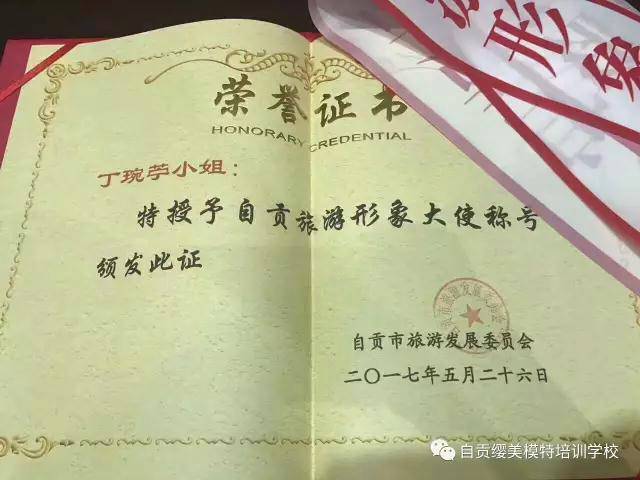 荣誉证书
HONORARY CREDENTIAL
丁琬苧小姐：
特授予自贡旅游形象大使称号
颁发此证
自贡市旅游发展委员会
二〇一七年五月二十六日
形象
自贡缨美模特培训学校